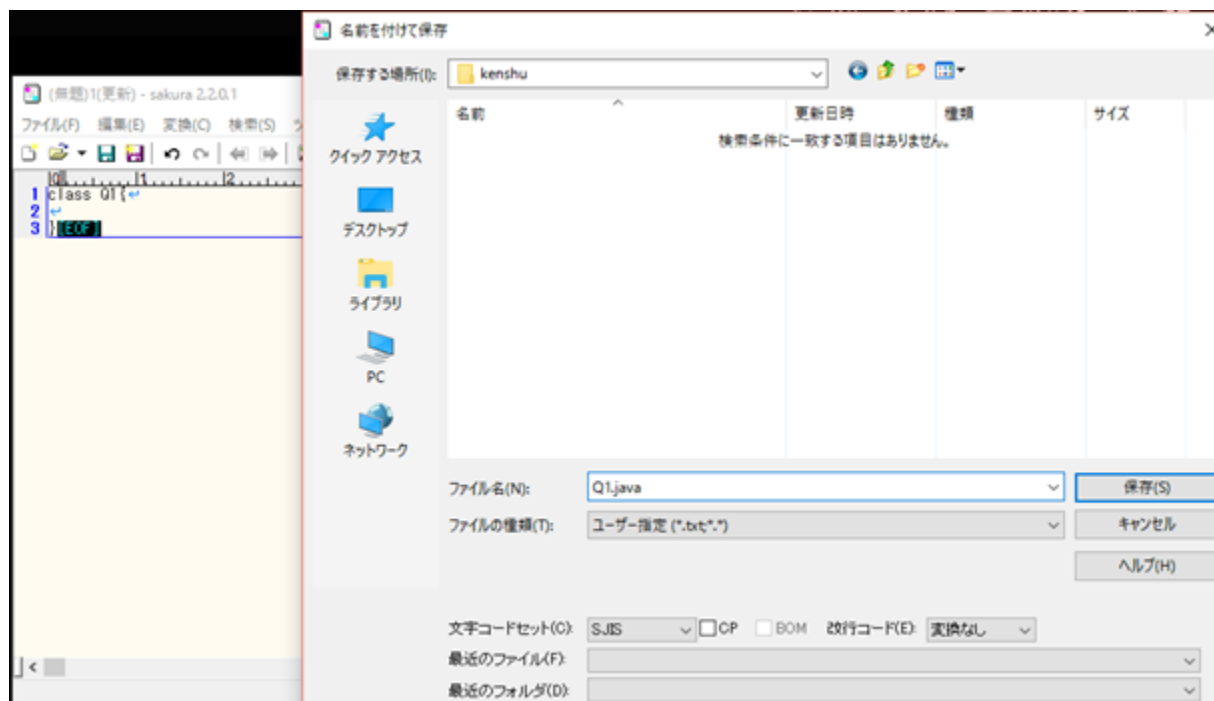 (無題)1(更新) - sakura 2.2.0.1
ファイル(F) 編集(E) 変換(C) 検索(S)
0 1 2
1 class Q1{↵
2 ↵
3 }[EOF]
名前を付けて保存
保存する場所(I): kenshu
クイック アクセス
デスクトップ
ライブラリ
PC
ネットワーク
名前 更新日時 種類 サイズ
検索条件に一致する項目はありません。
ファイル名(N): Q1.java 保存(S)
ファイルの種類(T): ユーザー指定 (*.txt;*.*) キャンセル
ヘルプ(H)
文字コードセット(C): SJIS CP BOM 改行コード(E): 変換なし
最近のファイル(F):
最近のフォルダ(D):